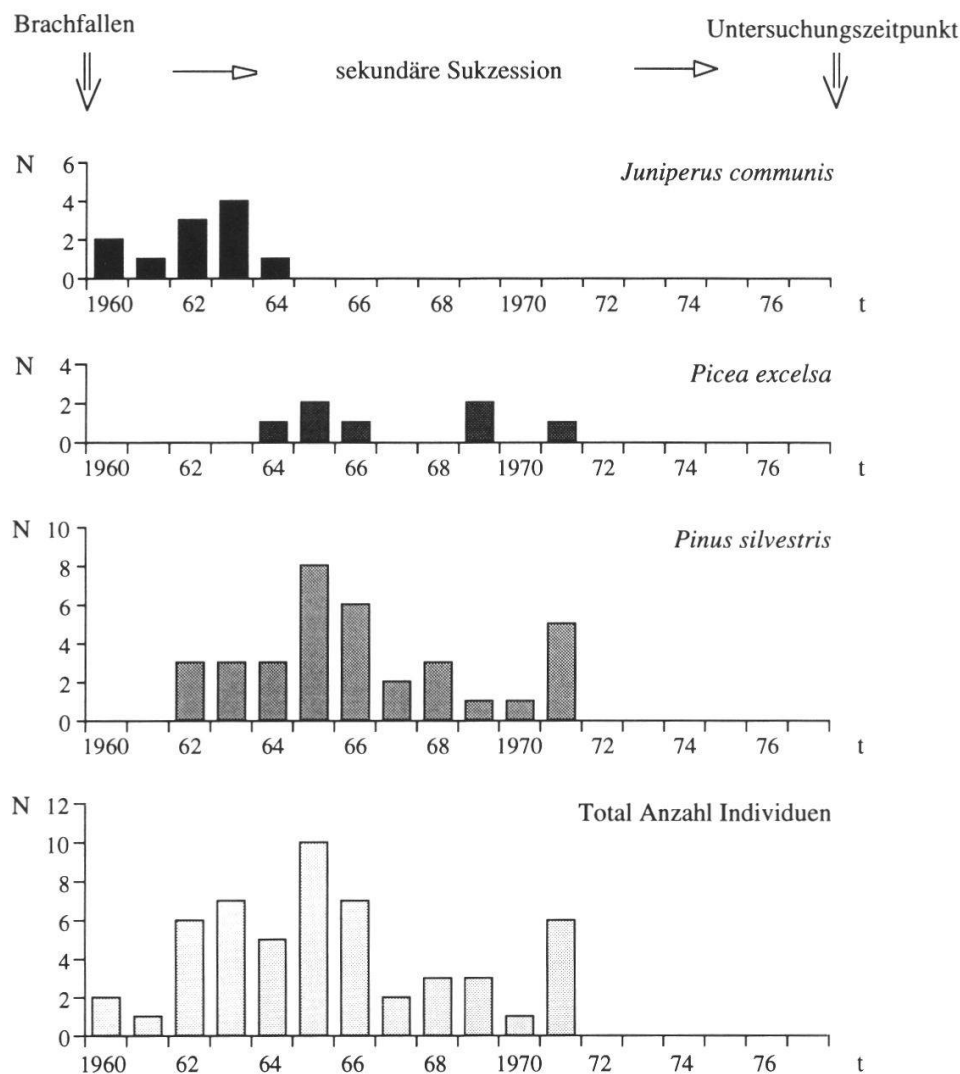 Brachfallen
Untersuchungszeitpunkt
sekundäre Sukzession
N
6
4
2
0
Juniperus communis
1960 62 64 66 68 1970 72 74 76 t
N
4
2
0
Picea excelsa
1960 62 64 66 68 1970 72 74 76 t
N
10
8
6
4
2
0
Pinus silvestris
1960 62 64 66 68 1970 72 74 76 t
N
12
10
8
6
4
2
0
Total Anzahl Individuen
1960 62 64 66 68 1970 72 74 76 t